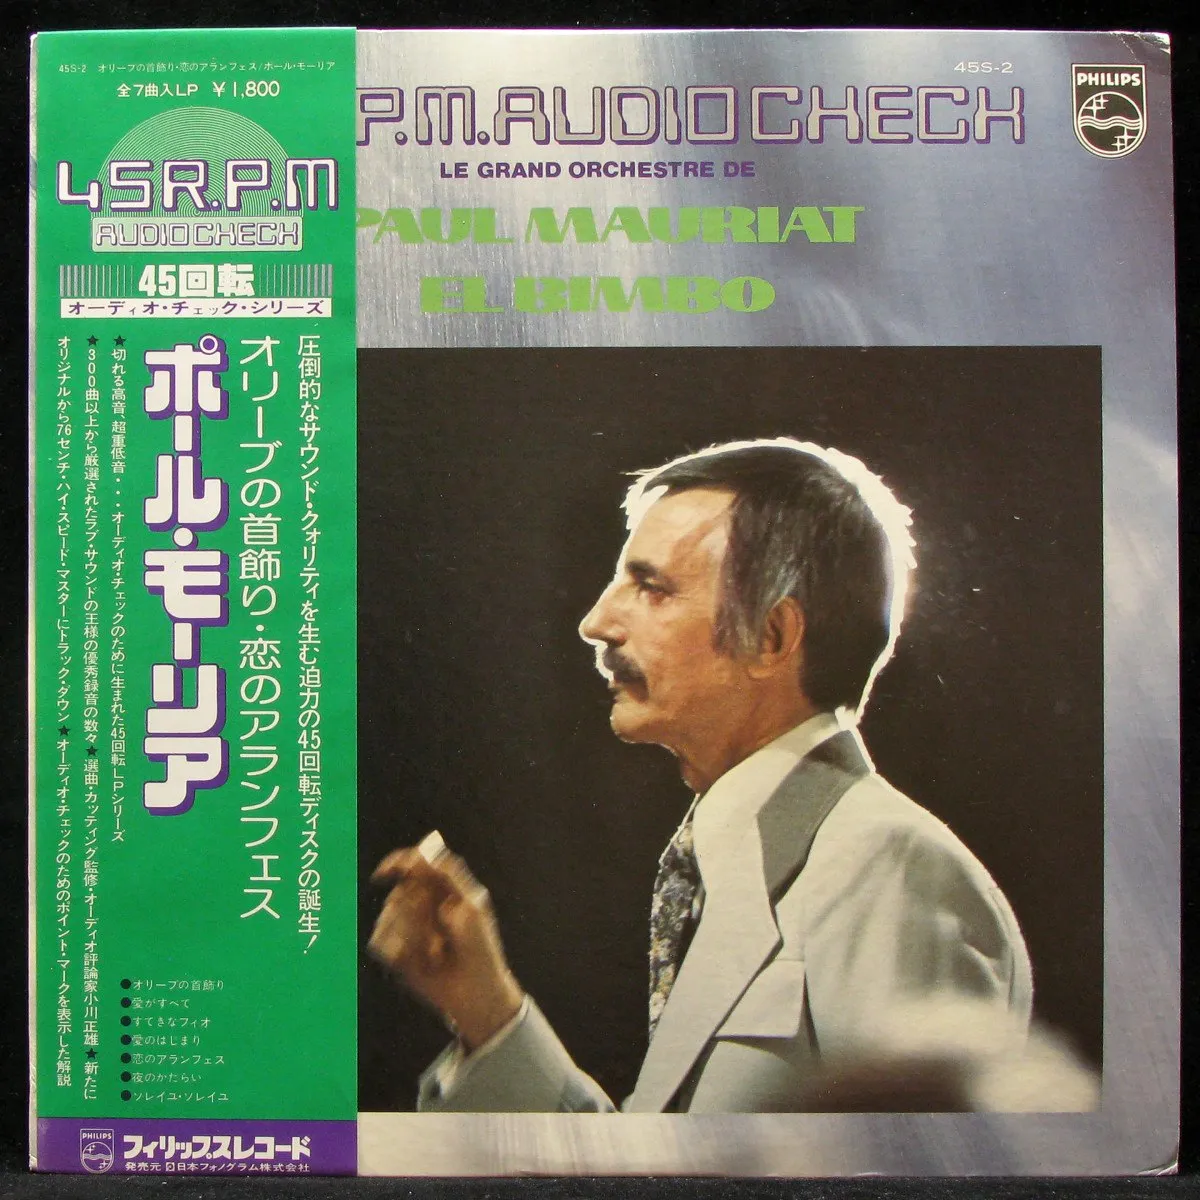 45S-2 オリーブの首飾り・恋のアランフェス/ポール・モーリア
全7曲入LP ¥1,800
45R.P.M
AUDIO CHECK
45回転
オーディオ・チェック・シリーズ
圧倒的なサウンド・クォリティを生む迫力の45回転ディスクの誕生!
オリーブの首飾り・恋のアランフェス
ポール・モーリア
★切れる高音、超重低音・・・オーディオ・チェックのために生まれた45回転LPシリーズ
★300曲以上から厳選されたラブ・サウンドの王様の優秀録音の数々★選曲・カッティング監修・オーディオ評論家小川正雄★新たに
オリジナルから76センチ・ハイ・スピード・マスターにトラック・ダウン★オーディオ・チェックのためのポイント・マークを表示した解説
●オリーブの首飾り
●愛がすべて
●すてきなフィオ
●愛のはじまり
●恋のアランフェス
●夜のかたらい
●ソレイユ・ソレイユ
PHILIPS
フィリップスレコード
発売元 日本フォノグラム株式会社
45S-2
P.M.AUDIO CHECK
PHILIPS
LE GRAND ORCHESTRE DE
PAUL MAURIAT
EL BIMBO